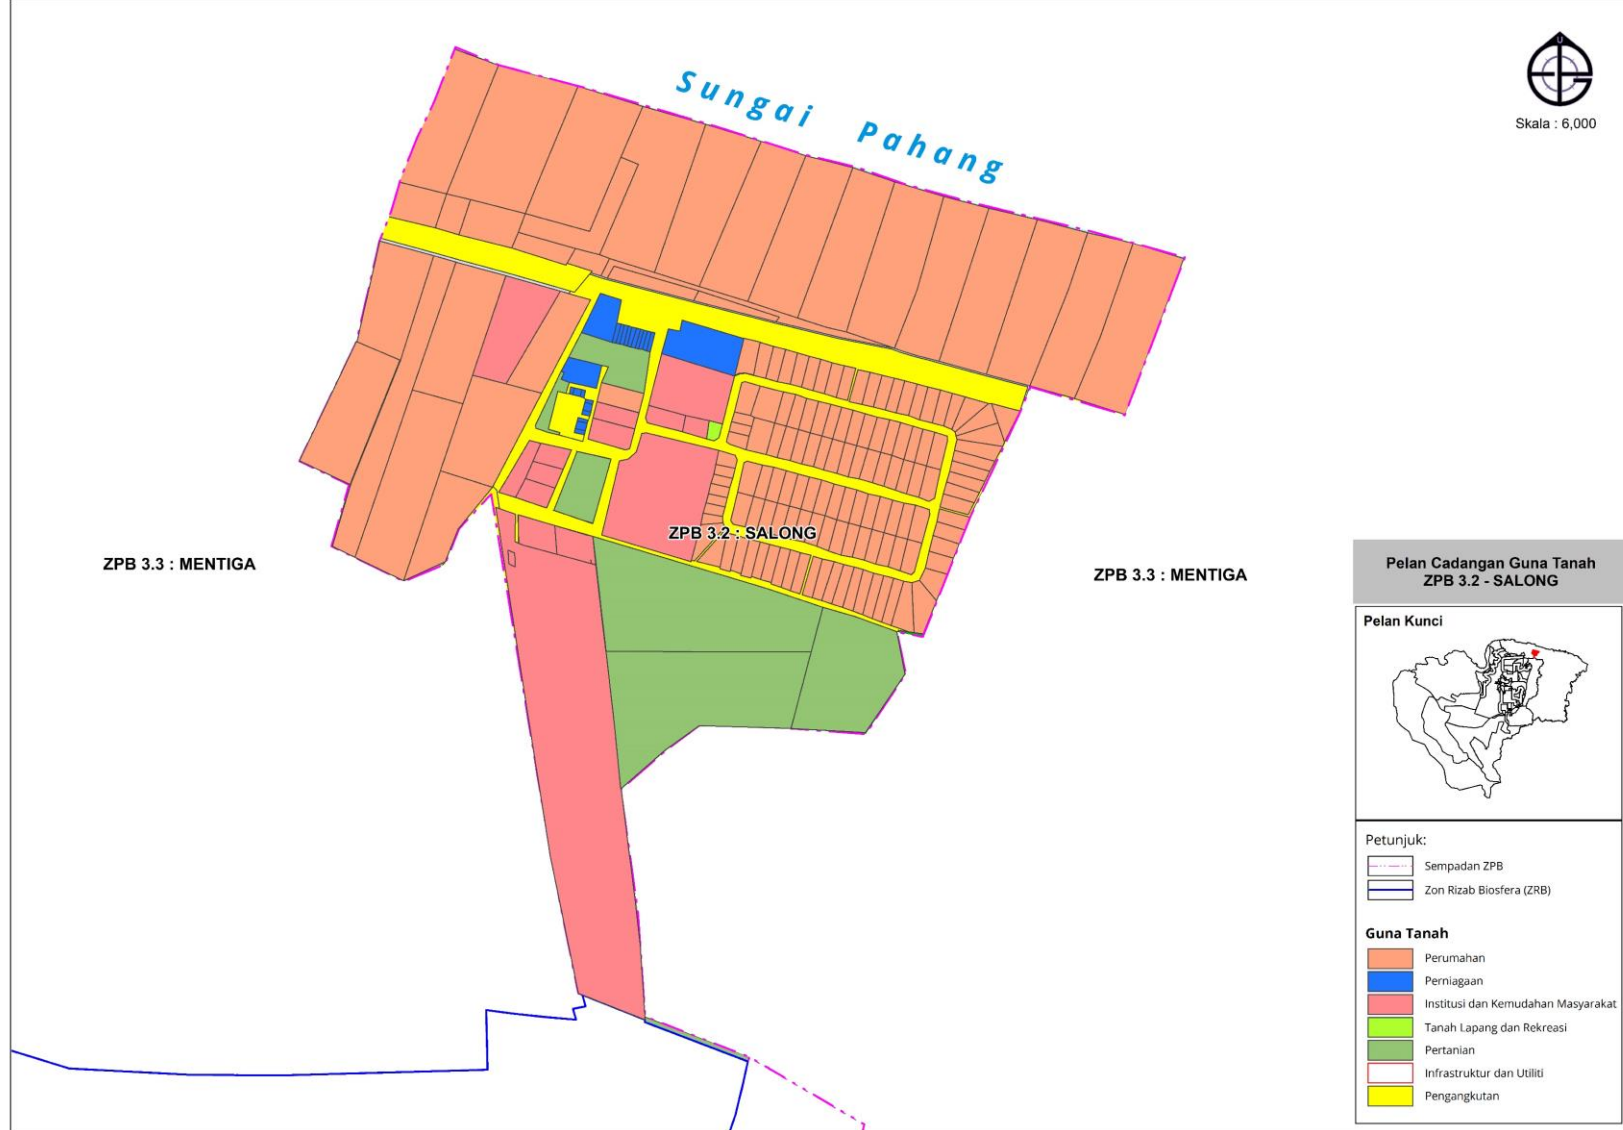 Sungai Pahang
U
Skala : 6,000
ZPB 3.2 : SALONG
ZPB 3.3 : MENTIGA
ZPB 3.3 : MENTIGA
Pelan Cadangan Guna Tanah
ZPB 3.2 - SALONG
Pelan Kunci
Petunjuk:
Sempadan ZPB
Zon Rizab Biosfera (ZRB)
Guna Tanah
Perumahan
Perniagaan
Institusi dan Kemudahan Masyarakat
Tanah Lapang dan Rekreasi
Pertanian
Infrastruktur dan Utiliti
Pengangkutan